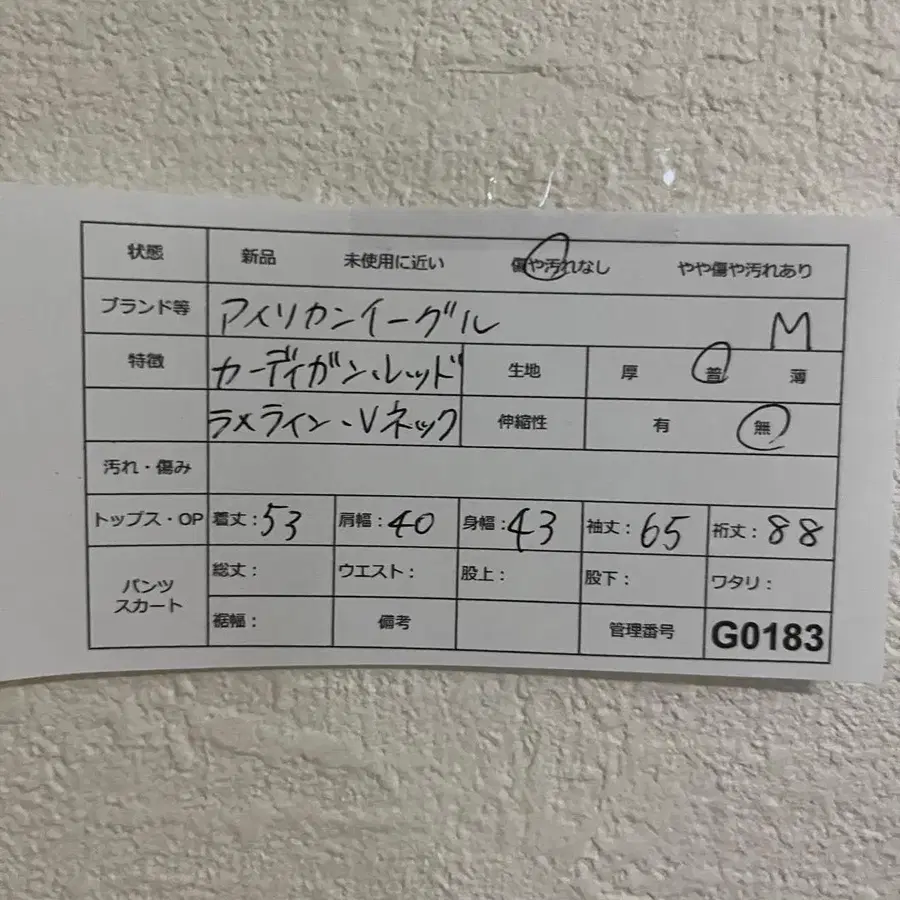 状態 新品 未使用に近い 傷や汚れなし やや傷や汚れあり
ブランド等 アメリカンイーグル M
特徴 カーディガン、レッド 生地 厚 普 薄
ラメライン、Vネック 伸縮性 有 無
汚れ・傷み
トップス・OP 着丈：53 肩幅：40 身幅：43 袖丈：65 裄丈：88
パンツ スカート 総丈： ウエスト： 股上： 股下： ワタリ：
裾幅： 備考 管理番号 G0183